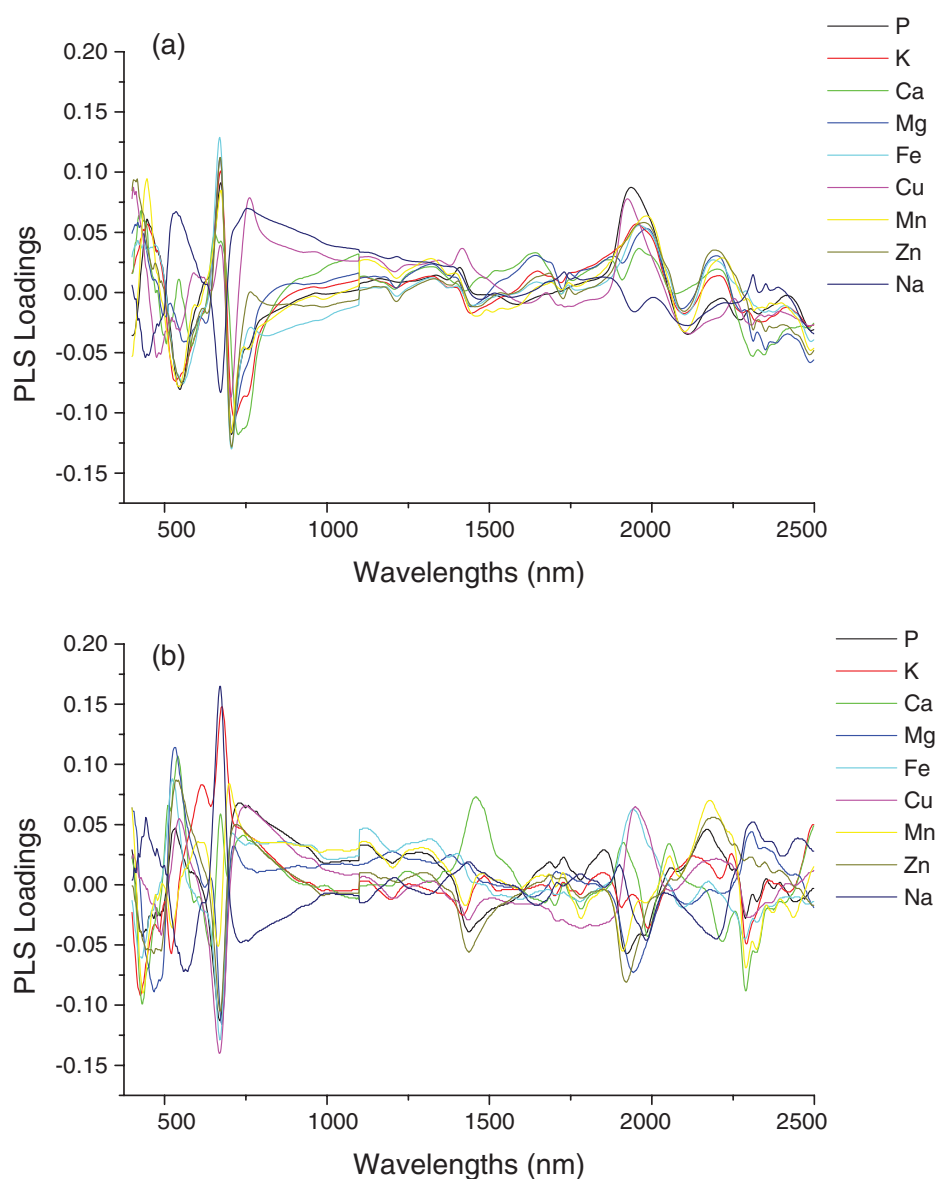 (a)
0.20
0.15
0.10
0.05
0.00
-0.05
-0.10
-0.15
PLS Loadings
500
1000
1500
2000
2500
Wavelengths (nm)
P
K
Ca
Mg
Fe
Cu
Mn
Zn
Na
(b)
0.20
0.15
0.10
0.05
0.00
-0.05
-0.10
-0.15
PLS Loadings
500
1000
1500
2000
2500
Wavelengths (nm)
P
K
Ca
Mg
Fe
Cu
Mn
Zn
Na